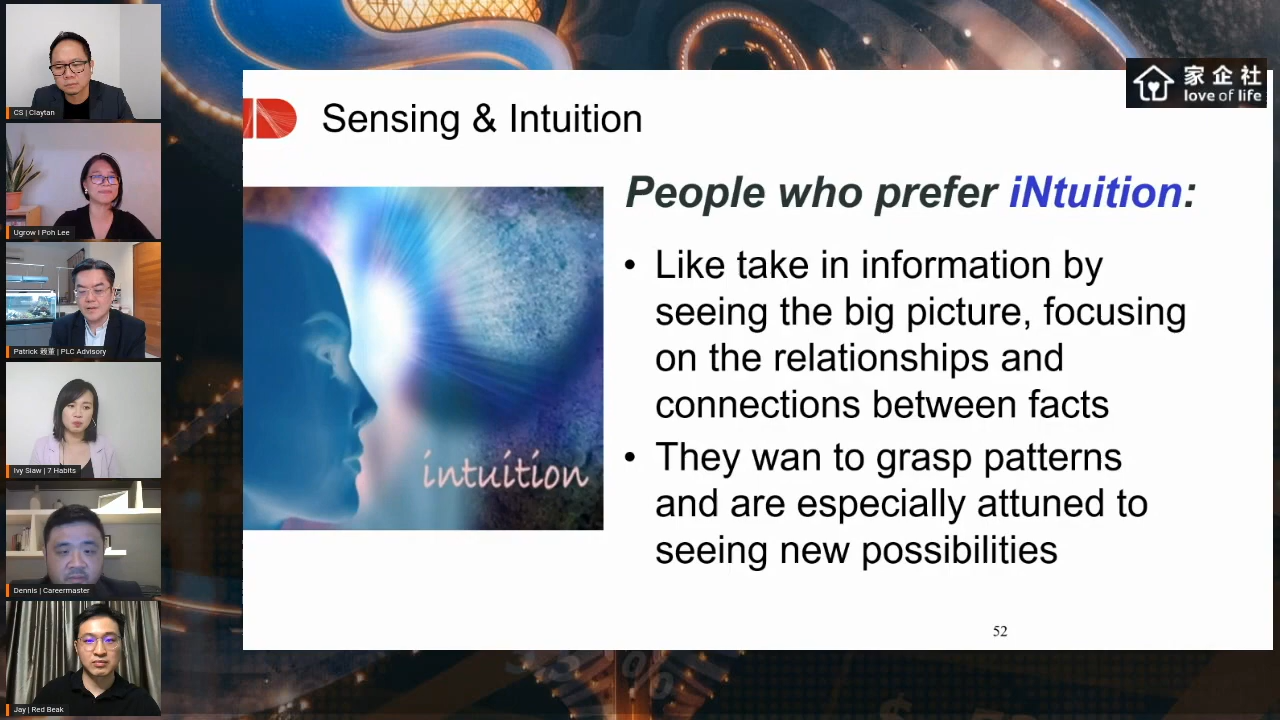 CS | Claytan
Ugrow I Poh Lee
Patrick 赖董 | PLC Advisory
Ivy Siaw | 7 Habits
Dennis | Careermaster
Jay | Red Beak
家企社
love of life
Sensing & Intuition
intuition
People who prefer iNtuition:
• Like take in information by
seeing the big picture, focusing
on the relationships and
connections between facts
• They wan to grasp patterns
and are especially attuned to
seeing new possibilities
52